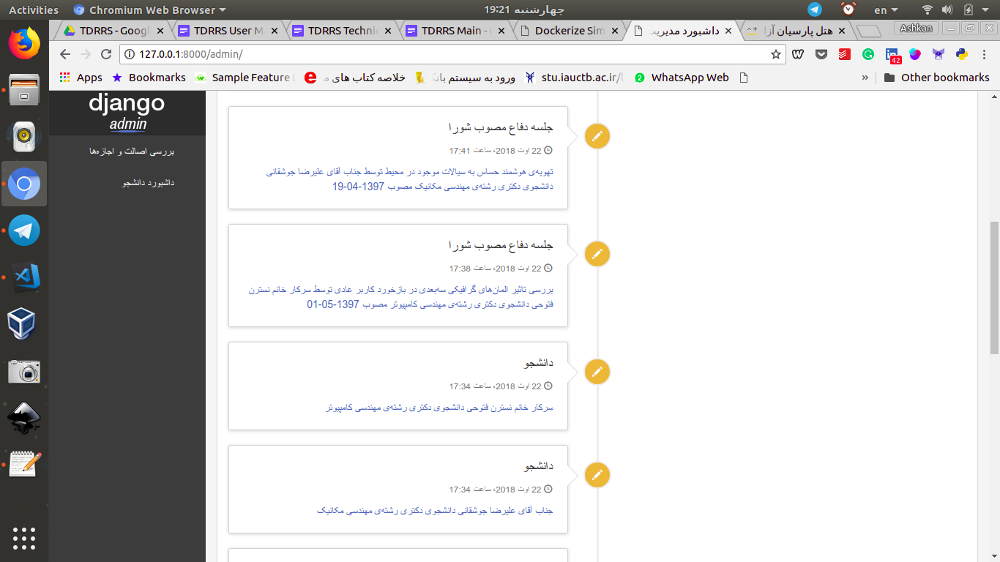 Activities
Chromium Web Browser
چهارشنبه 19:21
en
TDRRS - Googl
TDRRS User M
TDRRS Technic
TDRRS Main - G
Dockerize Sim
داشبورد مدیریت
هتل پارسیان آزا
Ashkan
127.0.0.1:8000/admin/
42
Apps
Bookmarks
Sample Feature
خلاصه کتاب های
ورود به سیستم بانک
stu.iauctb.ac.ir/
2
WhatsApp Web
»
Other bookmarks
django
admin
بررسی اصالت و اجازه‌ها
داشبورد دانشجو
جلسه دفاع مصوب شورا
22 اوت 2018، ساعت 17:41
تهویه‌ی هوشمند حساس به سیالات موجود در محیط توسط جناب آقای علیرضا جوشقانی
دانشجوی دکتری رشته‌ی مهندسی مکانیک مصوب 1397-04-19
جلسه دفاع مصوب شورا
22 اوت 2018، ساعت 17:38
بررسی تاثیر المان‌های گرافیکی سه‌بعدی در بازخورد کاربر عادی توسط سرکار خانم نسترن
فتوحی دانشجوی دکتری رشته‌ی مهندسی کامپیوتر مصوب 1397-05-01
دانشجو
22 اوت 2018، ساعت 17:34
سرکار خانم نسترن فتوحی دانشجوی دکتری رشته‌ی مهندسی کامپیوتر
دانشجو
22 اوت 2018، ساعت 17:34
جناب آقای علیرضا جوشقانی دانشجوی دکتری رشته‌ی مهندسی مکانیک